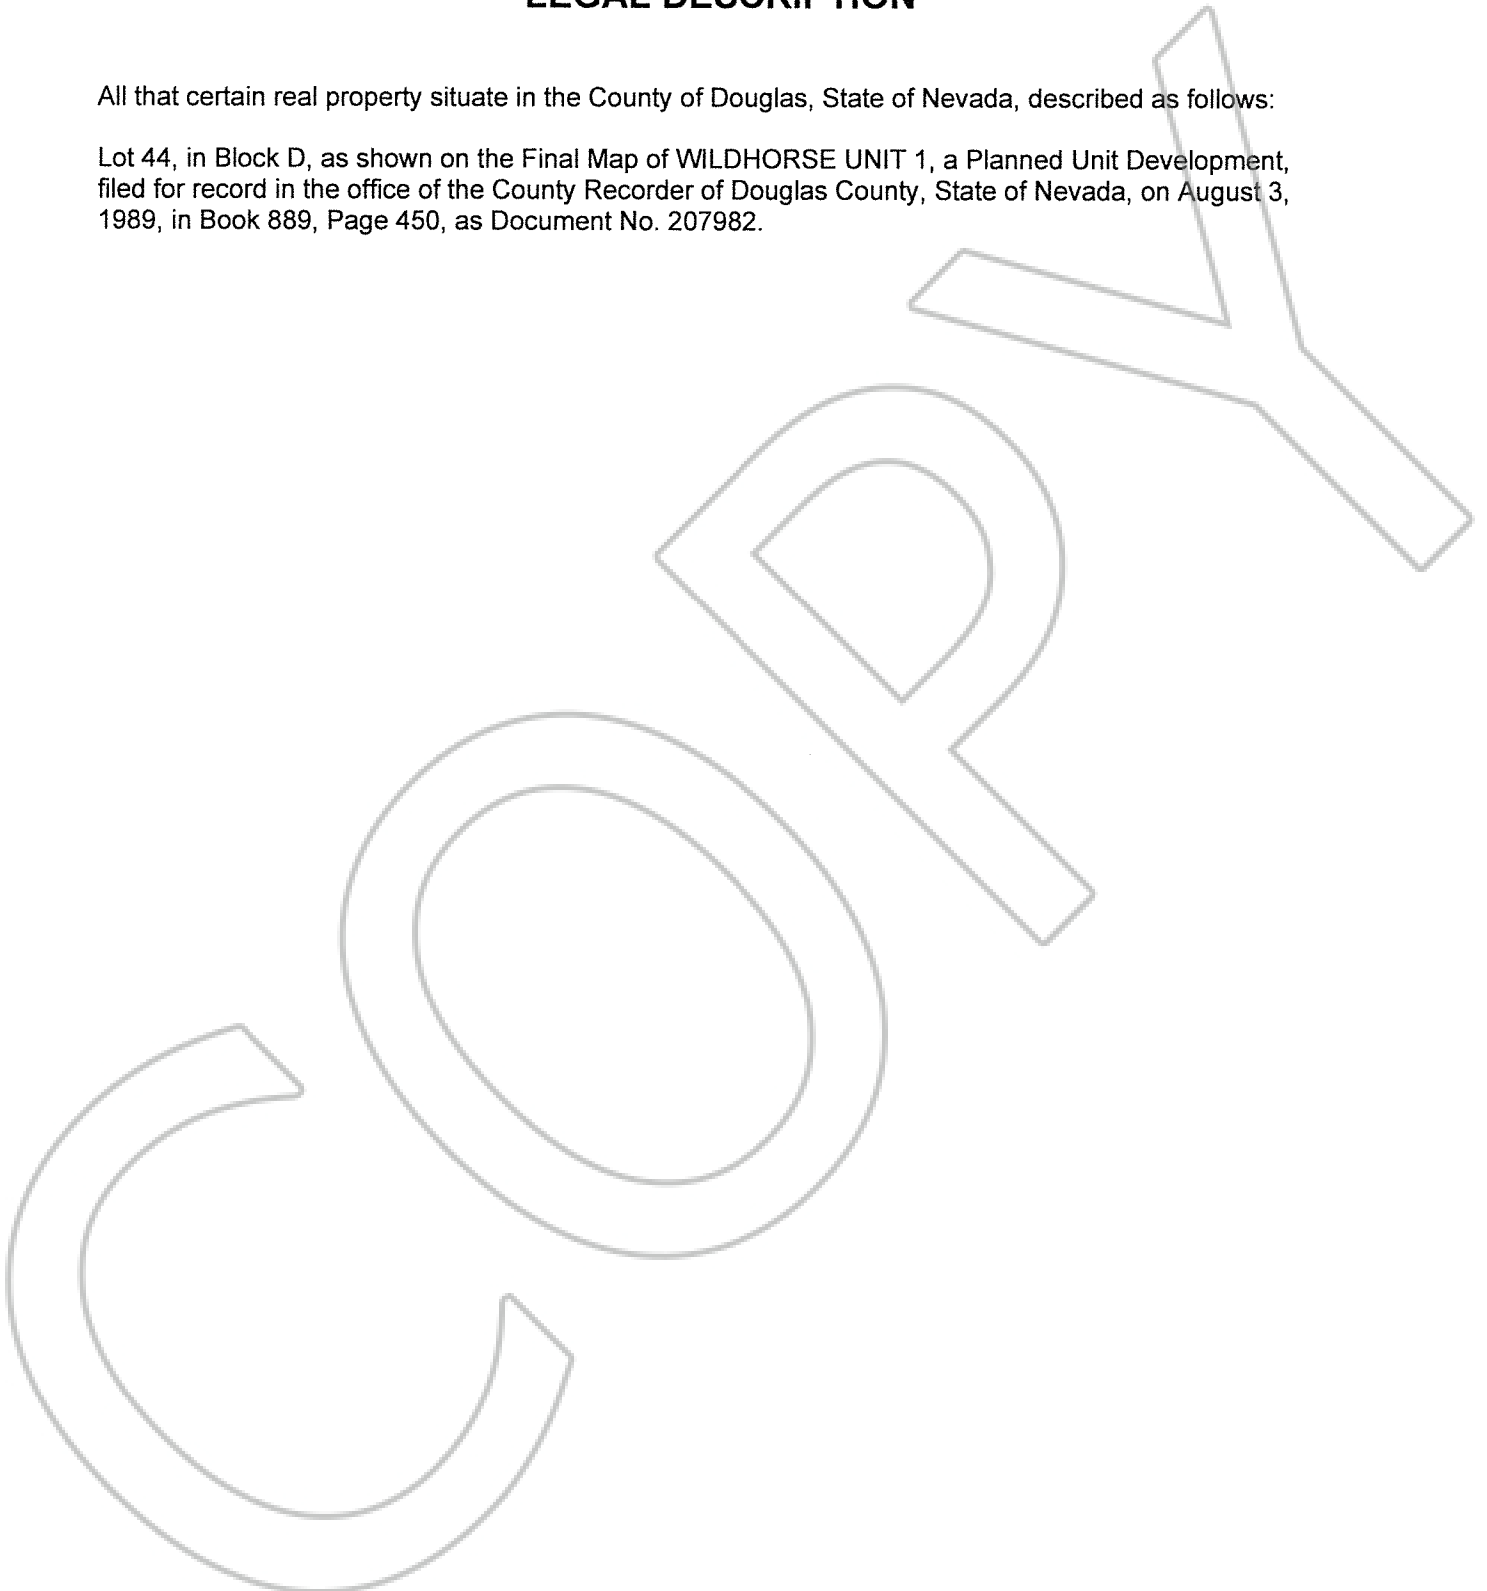 LEGAL DESCRIPTION
All that certain real property situate in the County of Douglas, State of Nevada, described as follows:
Lot 44, in Block D, as shown on the Final Map of WILDHORSE UNIT 1, a Planned Unit Development,
filed for record in the office of the County Recorder of Douglas County, State of Nevada, on August 3,
1989, in Book 889, Page 450, as Document No. 207982.
COPY